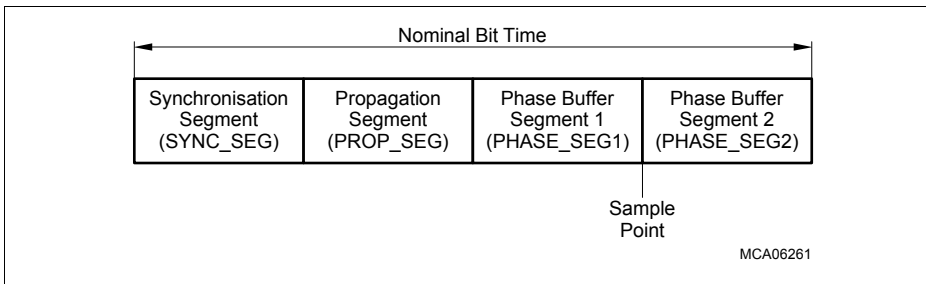 Nominal Bit Time
Synchronisation
Segment
(SYNC_SEG)
Propagation
Segment
(PROP_SEG)
Phase Buffer
Segment 1
(PHASE_SEG1)
Phase Buffer
Segment 2
(PHASE_SEG2)
Sample
Point
MCA06261